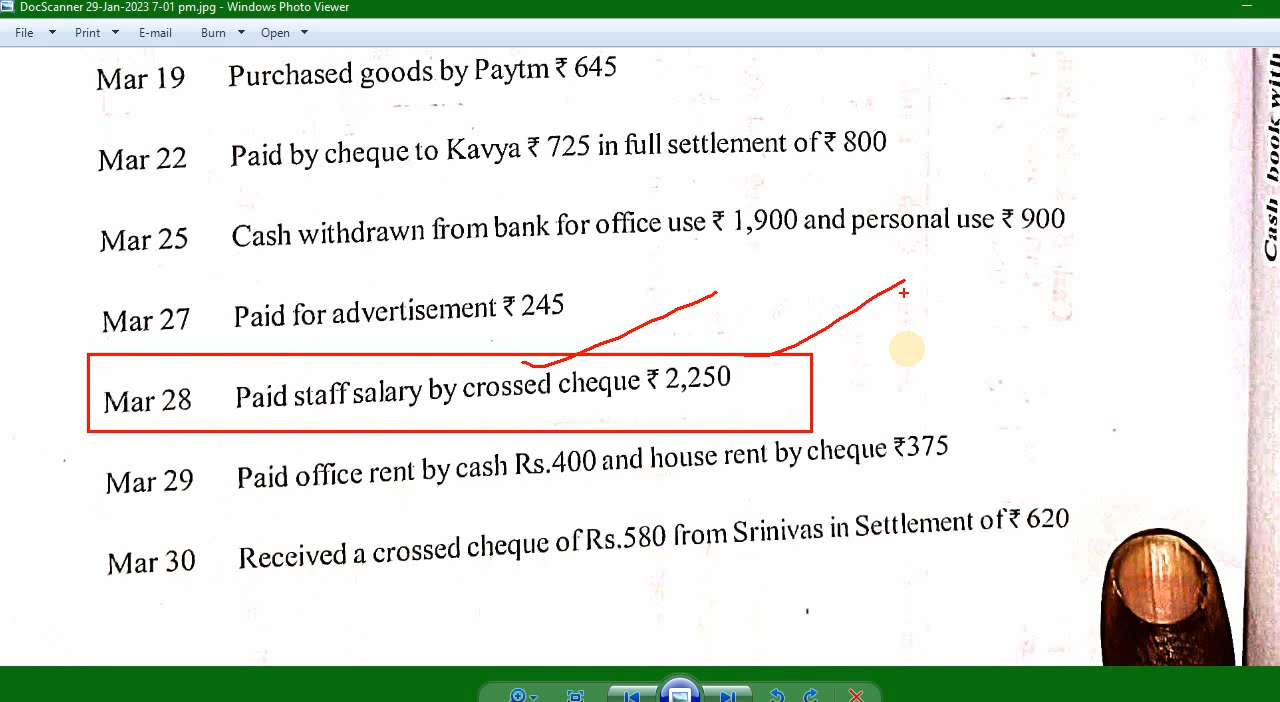 DocScanner 29-Jan-2023 7-01 pm.jpg - Windows Photo Viewer
File Print E-mail Burn Open
Mar 19 Purchased goods by Paytm ₹ 645
Mar 22 Paid by cheque to Kavya ₹ 725 in full settlement of ₹ 800
Mar 25 Cash withdrawn from bank for office use ₹ 1,900 and personal use ₹ 900
Mar 27 Paid for advertisement ₹ 245
Mar 28 Paid staff salary by crossed cheque ₹ 2,250
Mar 29 Paid office rent by cash Rs.400 and house rent by cheque ₹375
Mar 30 Received a crossed cheque of Rs.580 from Srinivas in Settlement of ₹ 620
Cash book with